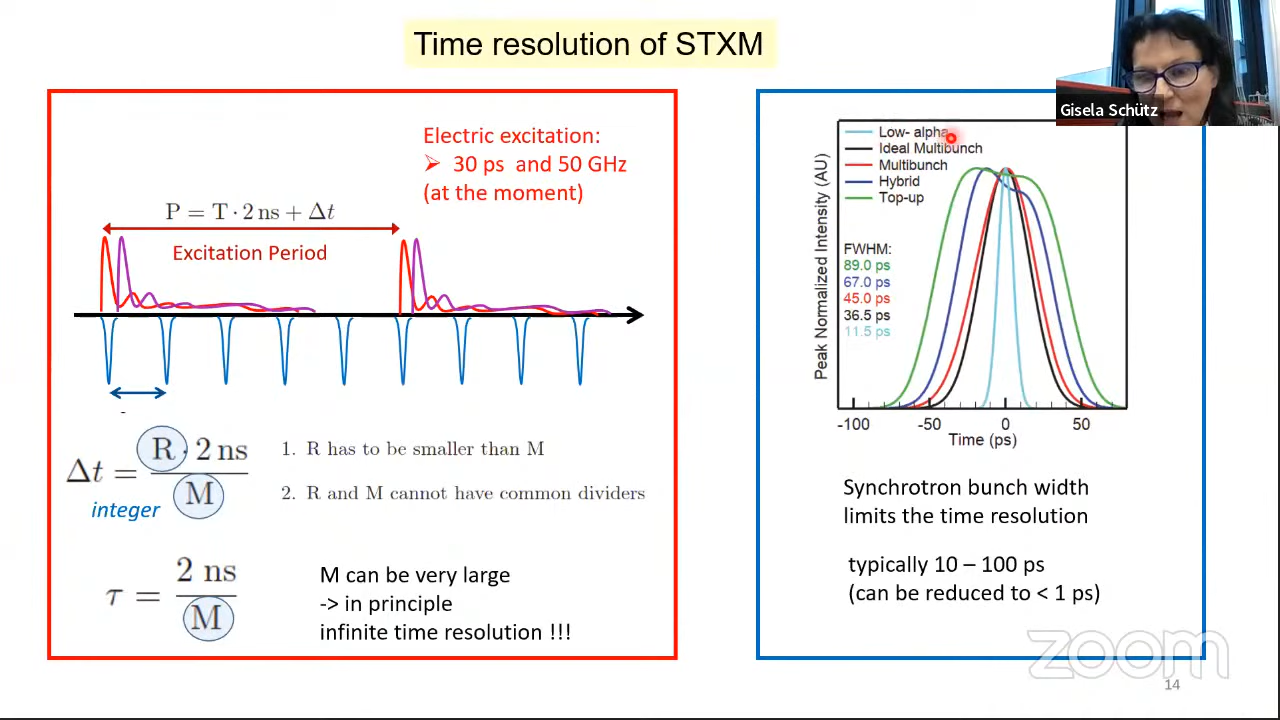 Time resolution of STXM
Gisela Schütz
Electric excitation:
➢ 30 ps and 50 GHz
(at the moment)
P = T · 2 ns + Δt
Excitation Period
Δt = R · 2 ns / M
integer
1. R has to be smaller than M
2. R and M cannot have common dividers
τ = 2 ns / M
M can be very large
-> in principle
infinite time resolution !!!
Low- alpha
Ideal Multibunch
Multibunch
Hybrid
Top-up
FWHM:
89.0 ps
67.0 ps
45.0 ps
36.5 ps
11.5 ps
Peak Normalized Intensity (AU)
-100 -50 0 50
Time (ps)
Synchrotron bunch width
limits the time resolution
typically 10 – 100 ps
(can be reduced to < 1 ps)
zoom
14